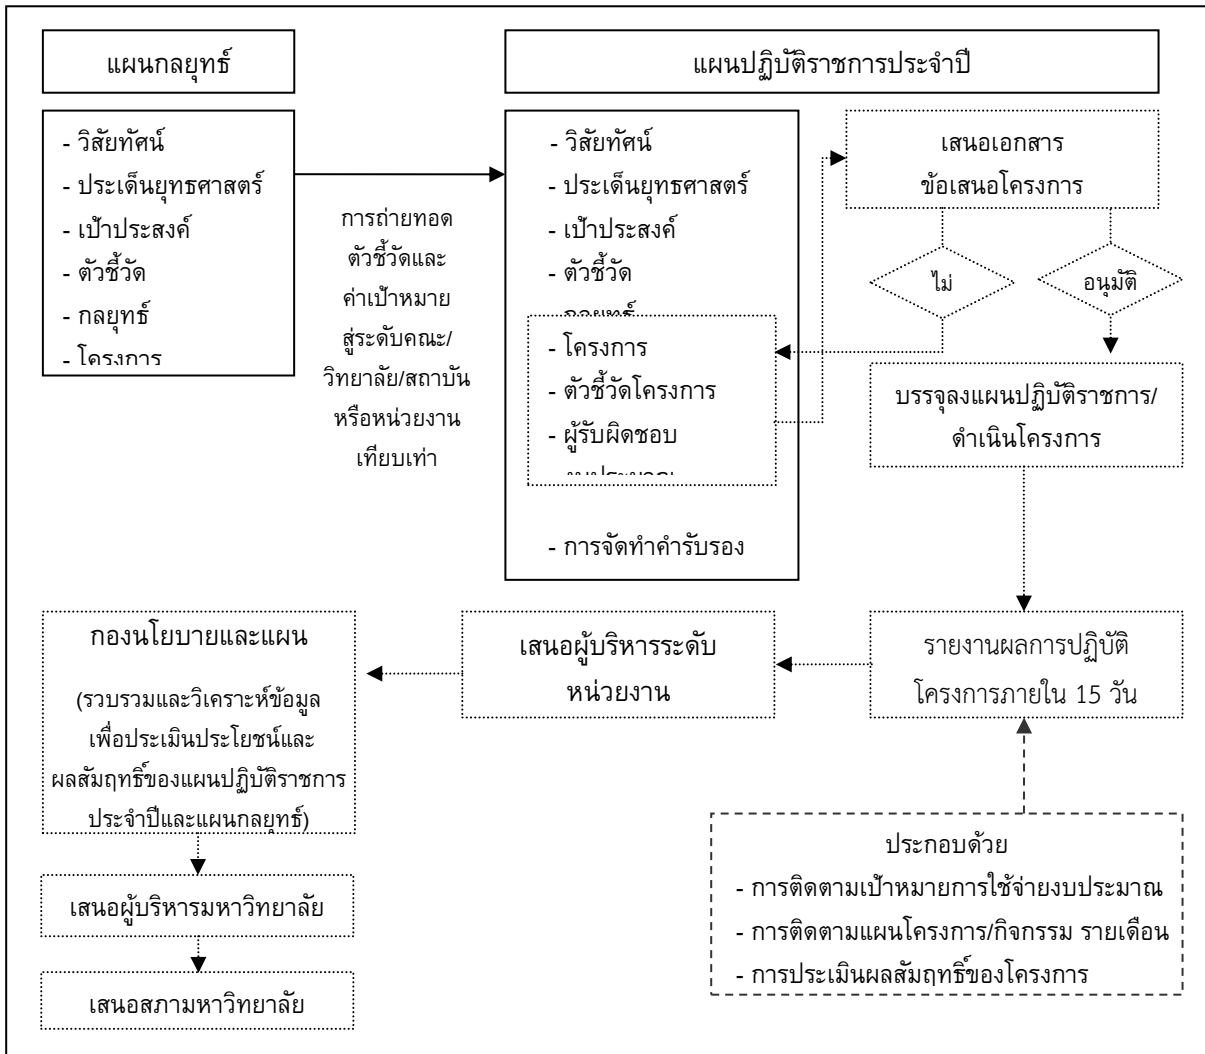 แผนกลยุทธ์
แผนปฏิบัติราชการประจำปี
- วิสัยทัศน์
- ประเด็นยุทธศาสตร์
- เป้าประสงค์
- ตัวชี้วัด
- กลยุทธ์
- โครงการ
การถ่ายทอด
ตัวชี้วัดและ
ค่าเป้าหมาย
สู่ระดับคณะ/
วิทยาลัย/สถาบัน
หรือหน่วยงาน
เทียบเท่า
- วิสัยทัศน์
- ประเด็นยุทธศาสตร์
- เป้าประสงค์
- ตัวชี้วัด
- โครงการ
- ตัวชี้วัดโครงการ
- ผู้รับผิดชอบ
- การจัดทำคำรับรอง
เสนอเอกสาร
ข้อเสนอโครงการ
ไม่
อนุมัติ
บรรจุลงแผนปฏิบัติราชการ/
ดำเนินโครงการ
รายงานผลการปฏิบัติ
โครงการภายใน 15 วัน
เสนอผู้บริหารระดับ
หน่วยงาน
กองนโยบายและแผน
(รวบรวมและวิเคราะห์ข้อมูล
เพื่อประเมินประโยชน์และ
ผลสัมฤทธิ์ของแผนปฏิบัติราชการ
ประจำปีและแผนกลยุทธ์)
เสนอผู้บริหารมหาวิทยาลัย
เสนอสภามหาวิทยาลัย
ประกอบด้วย
- การติดตามเป้าหมายการใช้จ่ายงบประมาณ
- การติดตามแผนโครงการ/กิจกรรม รายเดือน
- การประเมินผลสัมฤทธิ์ของโครงการ